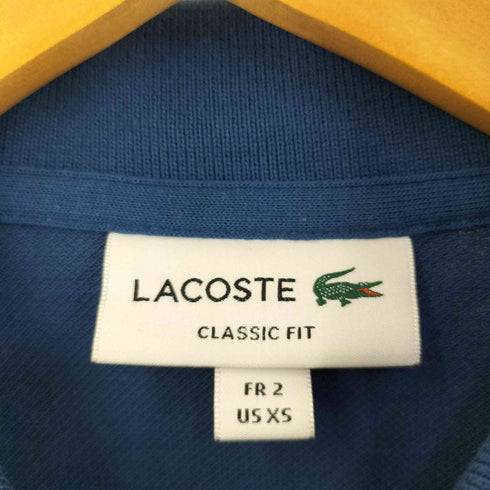 LACOSTE
CLASSIC FIT
FR 2
US XS